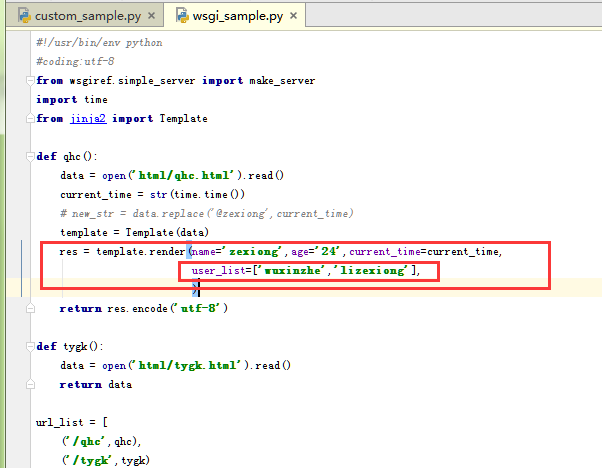 custom_sample.py × wsgi_sample.py ×
#!/usr/bin/env python
#coding:utf-8
from wsgiref.simple_server import make_server
import time
from jinja2 import Template
def qhc():
data = open('html/qhc.html').read()
current_time = str(time.time())
# new_str = data.replace("@zexiong',current_time)
template = Template(data)
res = template.render(name='zexiong',age='24',current_time=current_time,
user_list=['wuxinzhe','lizexiong'],
)
return res.encode('utf-8')
def tygk():
data = open('html/tygk.html').read()
return data
url_list = [
('/qhc',qhc),
('/tygk',tygk)